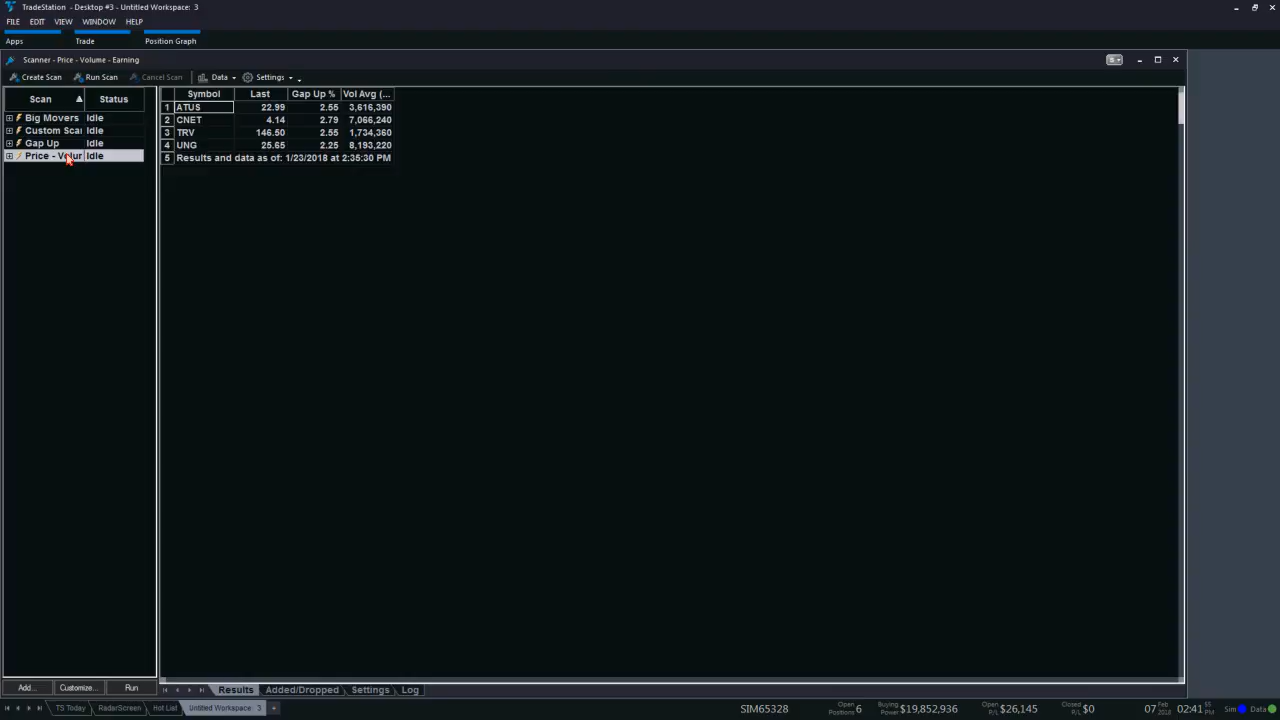 TradeStation - Desktop #3 - Untitled Workspace: 3
FILE EDIT VIEW WINDOW HELP
Apps Trade Position Graph
Scanner - Price - Volume - Earning
S
Create Scan Run Scan Cancel Scan Data Settings
Scan Status
Big Movers Idle
Custom Scan Idle
Gap Up Idle
Price - Volum Idle
Symbol Last Gap Up % Vol Avg (...
1 ATUS 22.99 2.55 3,616,390
2 CNET 4.14 2.79 7,066,240
3 TRV 146.50 2.55 1,734,360
4 UNG 25.65 2.25 8,193,220
5 Results and data as of: 1/23/2018 at 2:35:30 PM
Add... Customize... Run
Results Added/Dropped Settings Log
TS Today RadarScreen Hot List Untitled Workspace: 3 +
SIM65328 Open Positions 6 Buying Power $19,852,936 Open P/L $26,145 Closed P/L $0 07 Feb 2018 02:41 55 PM Sim Data